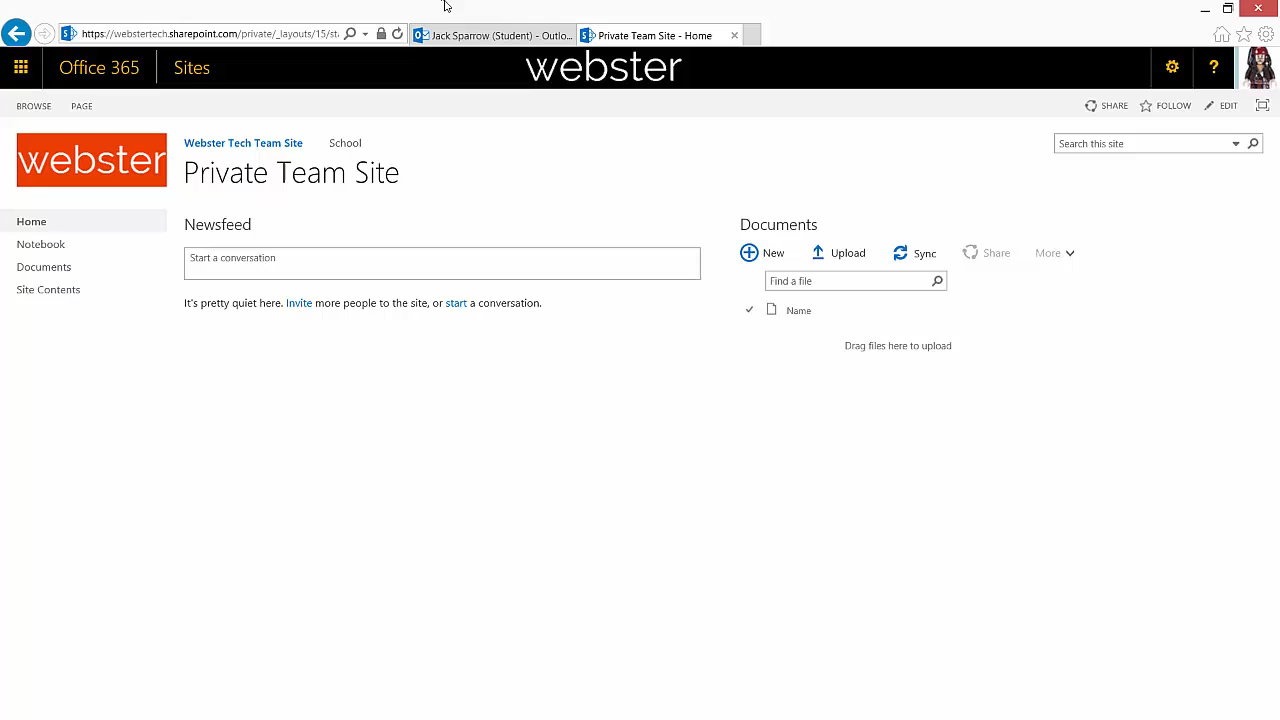 https://webstertech.sharepoint.com/private/_layouts/15/st
Jack Sparrow (Student) - Outlo...
Private Team Site - Home
Office 365
Sites
webster
?
BROWSE
PAGE
SHARE
FOLLOW
EDIT
webster
Webster Tech Team Site
School
Search this site
Private Team Site
Home
Notebook
Documents
Site Contents
Newsfeed
Start a conversation
It's pretty quiet here. Invite more people to the site, or start a conversation.
Documents
New
Upload
Sync
Share
More
Find a file
Name
Drag files here to upload